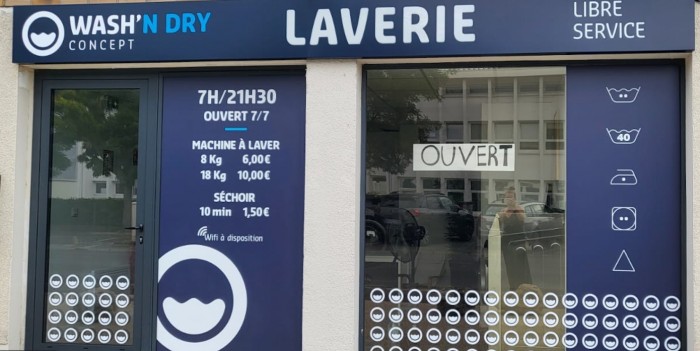 WASH'N DRY
CONCEPT
LAVERIE
LIBRE
SERVICE
7H/21H30
OUVERT 7/7
MACHINE À LAVER
8 Kg 6,00€
18 Kg 10,00€
SÉCHOIR
10 min 1,50€
Wifi à disposition
OUVERT
40